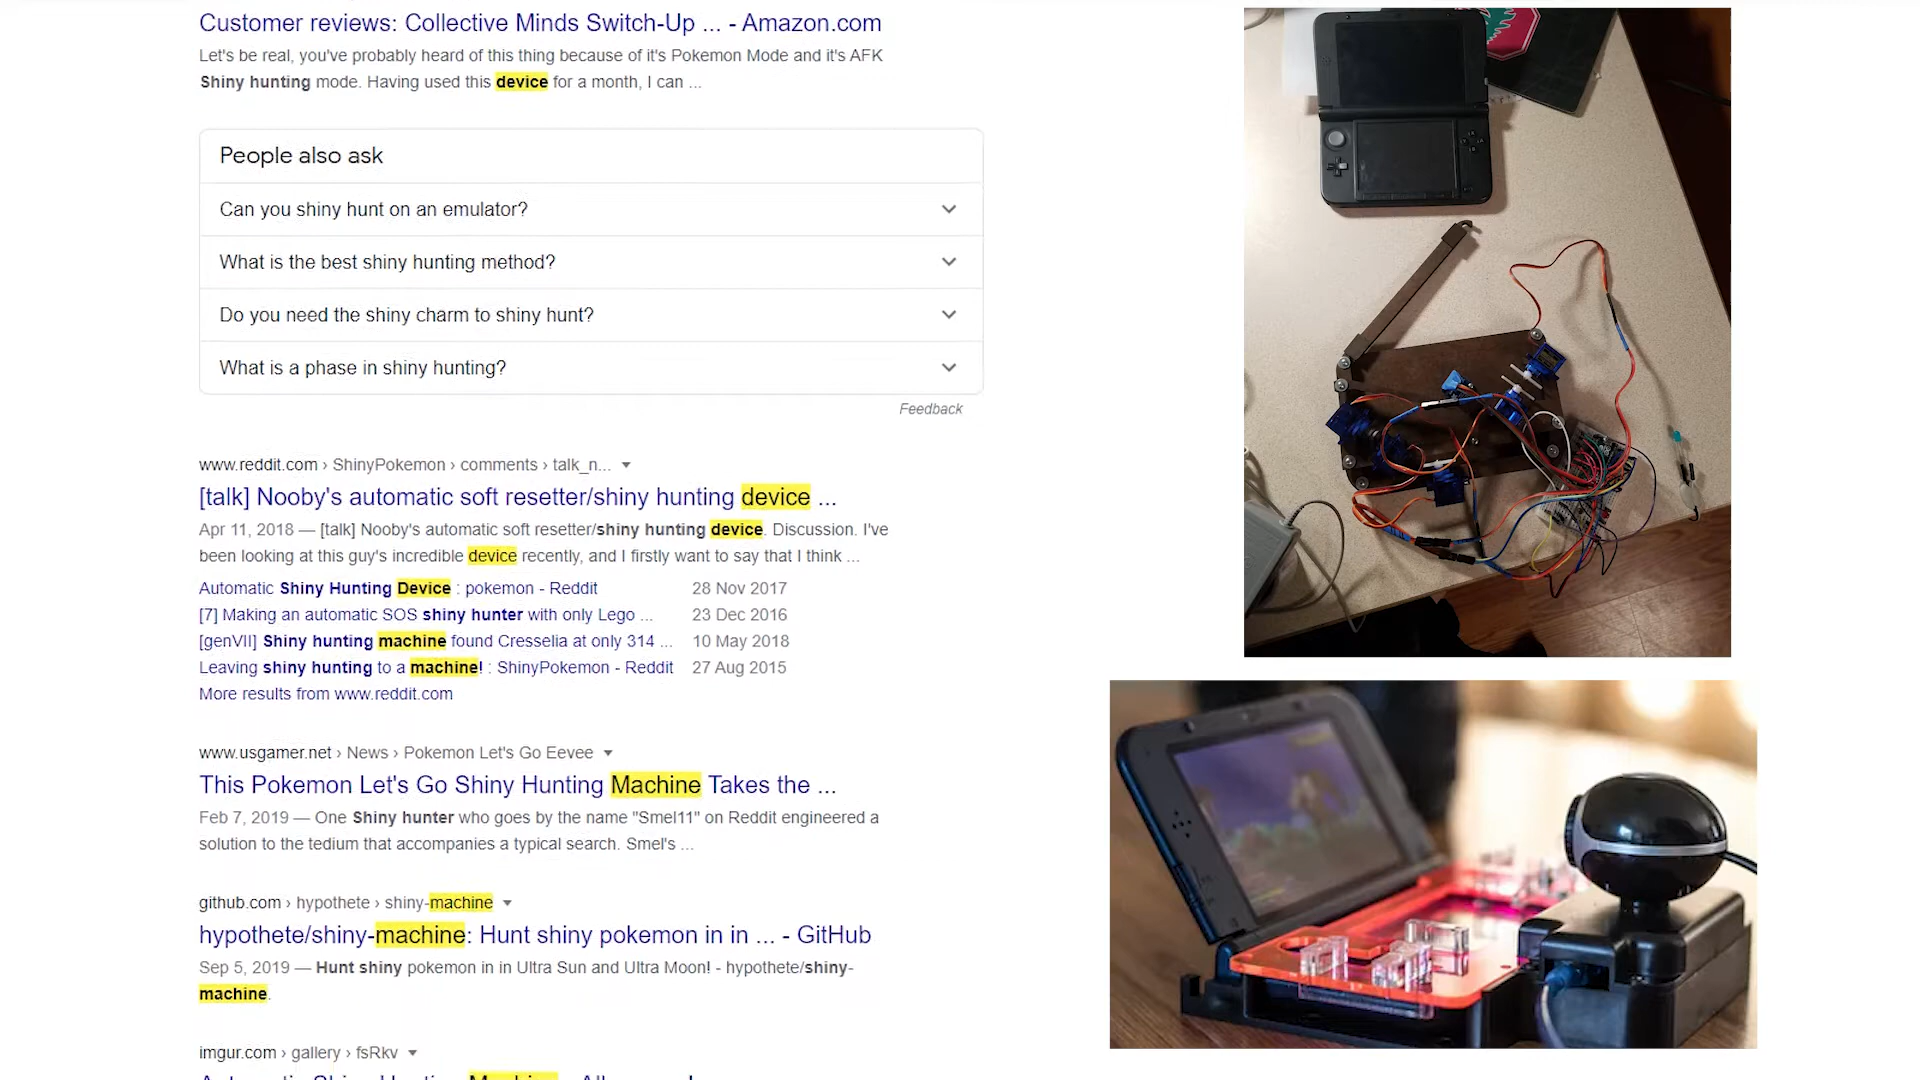 Customer reviews: Collective Minds Switch-Up ... - Amazon.com
Let's be real, you've probably heard of this thing because of it's Pokemon Mode and it's AFK
Shiny hunting mode. Having used this device for a month, I can ...
People also ask
Can you shiny hunt on an emulator?
What is the best shiny hunting method?
Do you need the shiny charm to shiny hunt?
What is a phase in shiny hunting?
Feedback
www.reddit.com › ShinyPokemon › comments › talk_n...
[talk] Nooby's automatic soft resetter/shiny hunting device ...
Apr 11, 2018 — [talk] Nooby's automatic soft resetter/shiny hunting device. Discussion. I've
been looking at this guy's incredible device recently, and I firstly want to say that I think ...
Automatic Shiny Hunting Device : pokemon - Reddit 28 Nov 2017
[7] Making an automatic SOS shiny hunter with only Lego ... 23 Dec 2016
[genVII] Shiny hunting machine found Cresselia at only 314 ... 10 May 2018
Leaving shiny hunting to a machine! : ShinyPokemon - Reddit 27 Aug 2015
More results from www.reddit.com
www.usgamer.net › News › Pokemon Let's Go Eevee
This Pokemon Let's Go Shiny Hunting Machine Takes the ...
Feb 7, 2019 — One Shiny hunter who goes by the name "Smel11" on Reddit engineered a
solution to the tedium that accompanies a typical search. Smel's ...
github.com › hypothete › shiny-machine
hypothete/shiny-machine: Hunt shiny pokemon in in ... - GitHub
Sep 5, 2019 — Hunt shiny pokemon in in Ultra Sun and Ultra Moon! - hypothete/shiny-
machine.
imgur.com › gallery › fsRkv
Automatic Shiny Hunting Machine